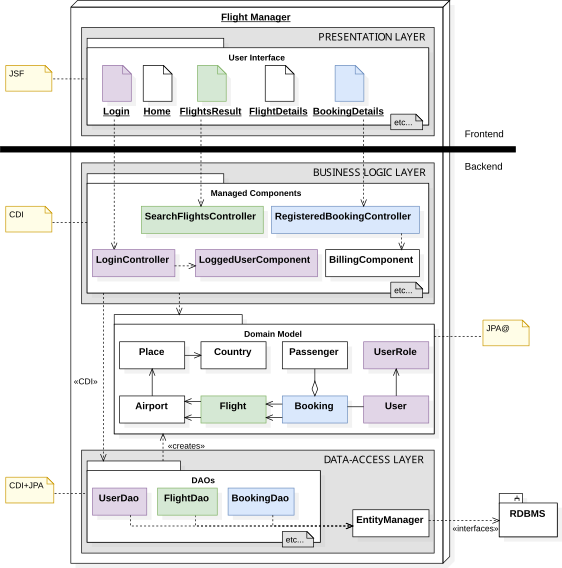 Flight Manager
PRESENTATION LAYER
User Interface
JSF
Login
Home
FlightsResult
FlightDetails
BookingDetails
etc...
Frontend
Backend
BUSINESS LOGIC LAYER
Managed Components
CDI
SearchFlightsController
RegisteredBookingController
LoginController
LoggedUserComponent
BillingComponent
etc...
Domain Model
JPA@
Place
Country
Passenger
UserRole
«CDI»
Airport
Flight
Booking
User
«creates»
DATA-ACCESS LAYER
DAOs
CDI+JPA
UserDao
FlightDao
BookingDao
EntityManager
RDBMS
«interfaces»
etc...